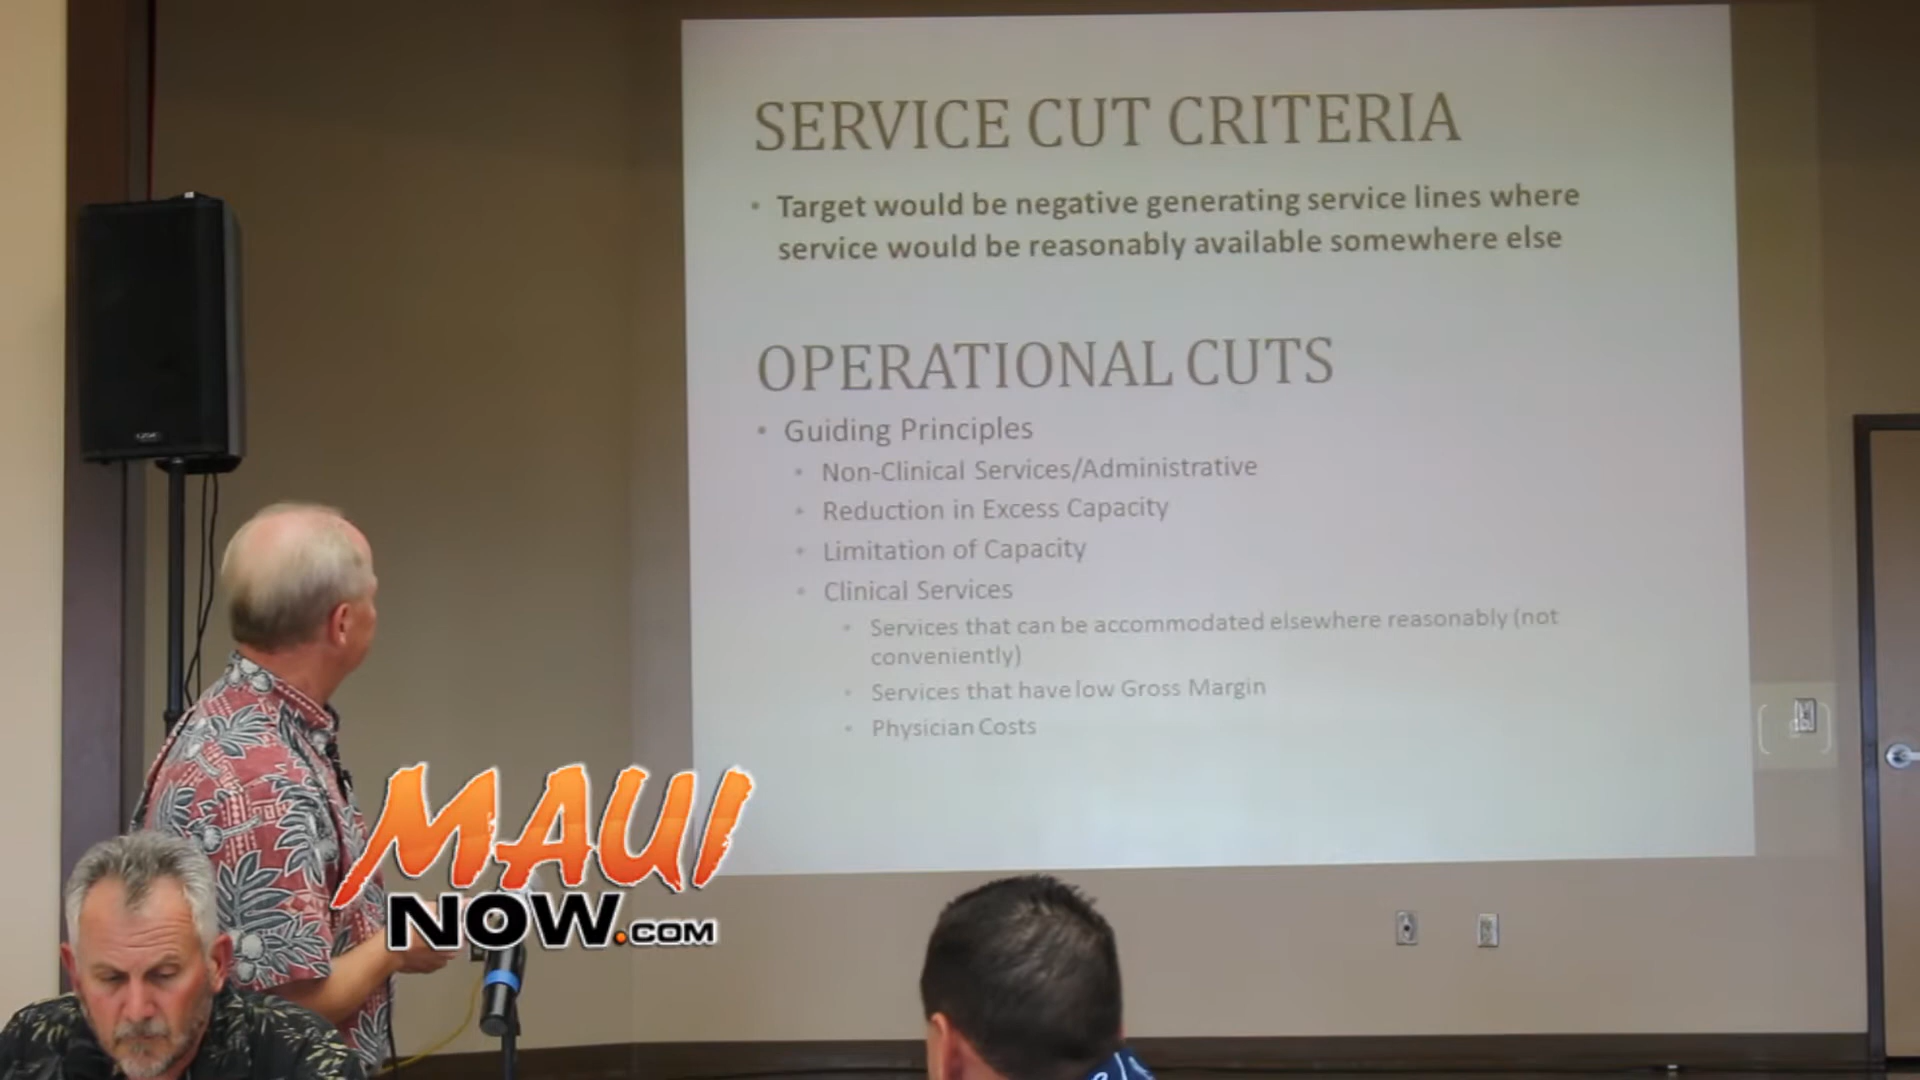 SERVICE CUT CRITERIA
• Target would be negative generating service lines where
service would be reasonably available somewhere else
OPERATIONAL CUTS
• Guiding Principles
• Non-Clinical Services/Administrative
• Reduction in Excess Capacity
• Limitation of Capacity
• Clinical Services
• Services that can be accommodated elsewhere reasonably (not
conveniently)
• Services that have low Gross Margin
• Physician Costs
MAUI
NOW.COM